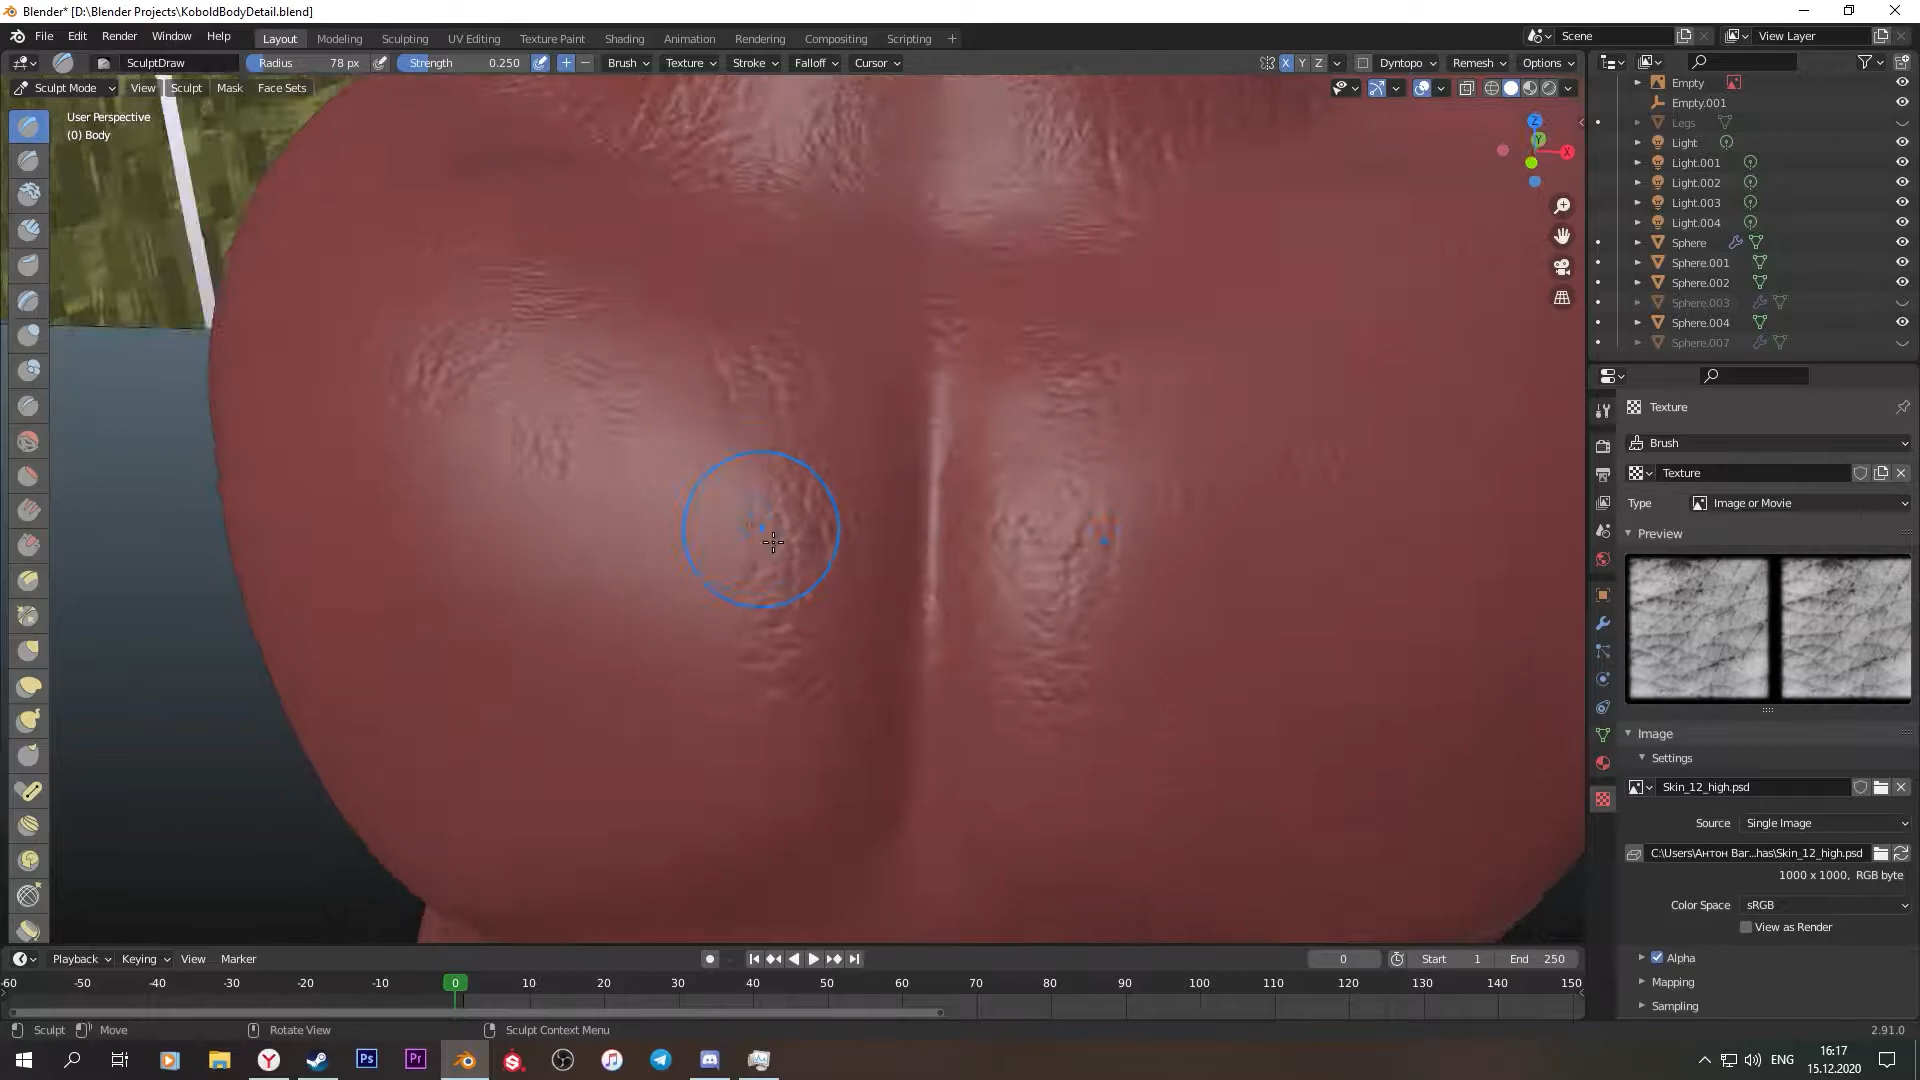 Blender* [D:\Blender Projects\KoboldBodyDetail.blend]
File Edit Render Window Help
Layout Modeling Sculpting UV Editing Texture Paint Shading Animation Rendering Compositing Scripting +
Scene
View Layer
SculptDraw Radius 78 px Strength 0.250 + − Brush Texture Stroke Falloff Cursor
X Y Z Dyntopo Remesh Options
Sculpt Mode View Sculpt Mask Face Sets
User Perspective
(0) Body
Z
Y
X
Empty
Empty.001
Legs
Light
Light.001
Light.002
Light.003
Light.004
Sphere
Sphere.001
Sphere.002
Sphere.003
Sphere.004
Sphere.007
Texture
Brush
Texture
Type Image or Movie
Preview
Image
Settings
Skin_12_high.psd
Source Single Image
C:\Users\Антон Ваг...has\Skin_12_high.psd
1000 x 1000, RGB byte
Color Space sRGB
View as Render
Alpha
Mapping
Sampling
Playback Keying View Marker
0 Start 1 End 250
-60 -50 -40 -30 -20 -10 0 10 20 30 40 50 60 70 80 90 100 110 120 130 140 150
Sculpt Move Rotate View Sculpt Context Menu
2.91.0
Ps Pr
ENG
16:17
15.12.2020